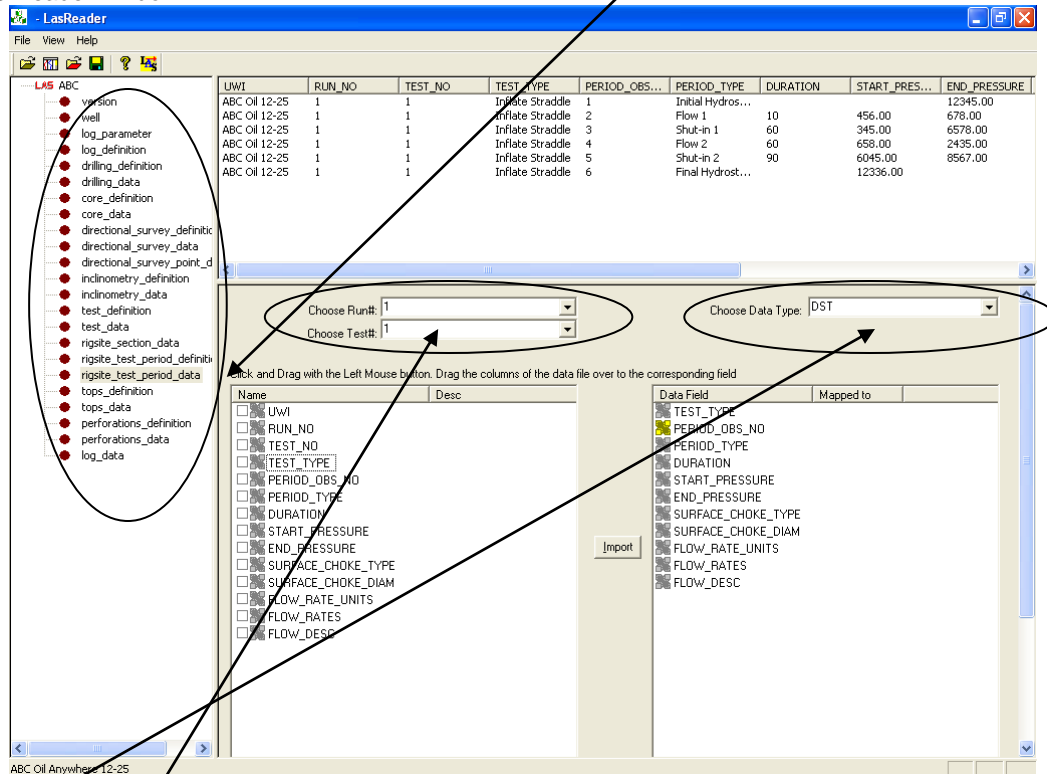 - LasReader
File View Help
LAS ABC
version
well
log_parameter
log_definition
drilling_definition
drilling_data
core_definition
core_data
directional_survey_definitic
directional_survey_data
directional_survey_point_d
inclinometry_definition
inclinometry_data
test_definition
test_data
rigsite_section_data
rigsite_test_period_definiti
rigsite_test_period_data
tops_definition
tops_data
perforations_definition
perforations_data
log_data
UWI RUN_NO TEST_NO TEST_TYPE PERIOD_OBS... PERIOD_TYPE DURATION START_PRES... END_PRESSURE
ABC Oil 12-25 1 1 Inflate Straddle 1 Initial Hydros... 12345.00
ABC Oil 12-25 1 1 Inflate Straddle 2 Flow 1 10 456.00 678.00
ABC Oil 12-25 1 1 Inflate Straddle 3 Shut-in 1 60 345.00 6578.00
ABC Oil 12-25 1 1 Inflate Straddle 4 Flow 2 60 658.00 2435.00
ABC Oil 12-25 1 1 Inflate Straddle 5 Shut-in 2 90 6045.00 8567.00
ABC Oil 12-25 1 1 Inflate Straddle 6 Final Hydrost... 12336.00
Choose Run#: 1 Choose Data Type: DST
Choose Test#: 1
Click and Drag with the Left Mouse button. Drag the columns of the data file over to the corresponding field
Name Desc
UWI
RUN_NO
TEST_NO
TEST_TYPE
PERIOD_OBS_NO
PERIOD_TYPE
DURATION
START_PRESSURE
END_PRESSURE
SURFACE_CHOKE_TYPE
SURFACE_CHOKE_DIAM
FLOW_RATE_UNITS
FLOW_RATES
FLOW_DESC
Import
Data Field Mapped to
TEST_TYPE
PERIOD_OBS_NO
PERIOD_TYPE
DURATION
START_PRESSURE
END_PRESSURE
SURFACE_CHOKE_TYPE
SURFACE_CHOKE_DIAM
FLOW_RATE_UNITS
FLOW_RATES
FLOW_DESC
ABC Oil Anywhere 12-25